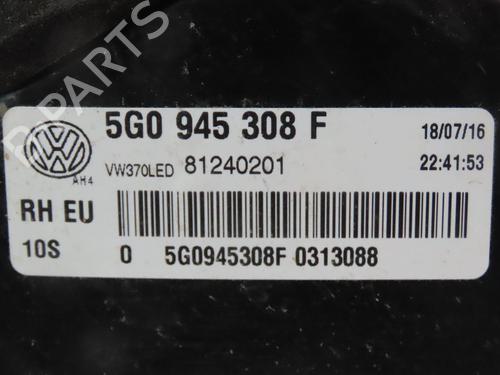 B PARTS
5G0 945 308 F
18/07/16
VW370LED 81240201
22:41:53
AH4
RH EU
10S
0 5G0945308F 0313088